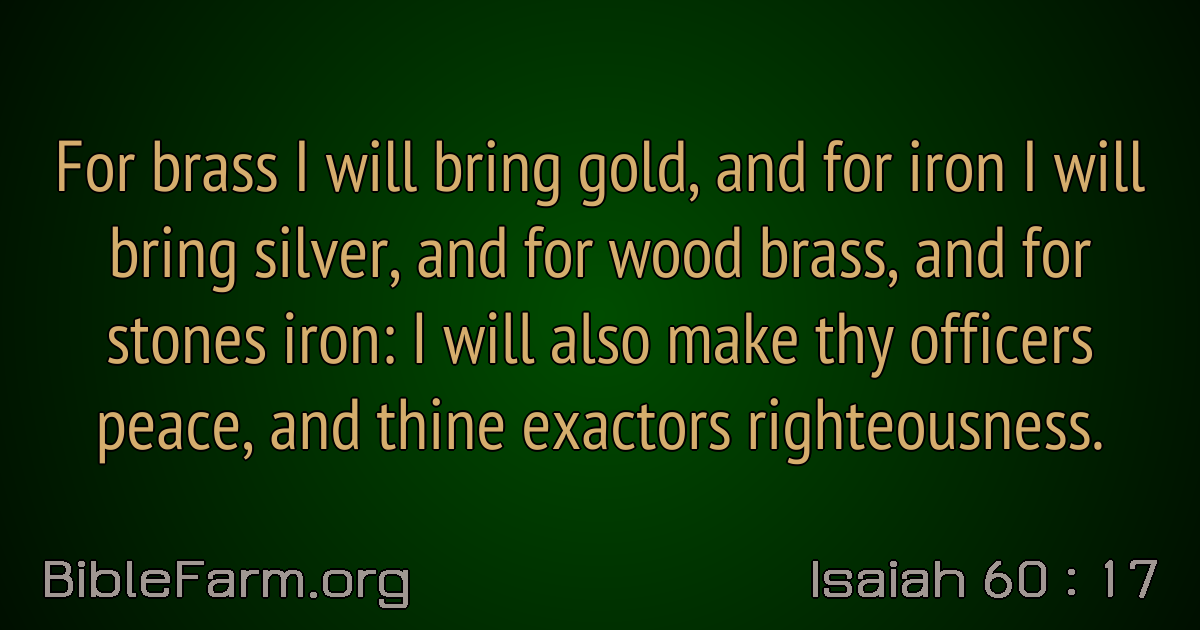 For brass I will bring gold, and for iron I will
bring silver, and for wood brass, and for
stones iron: I will also make thy officers
peace, and thine exactors righteousness.
BibleFarm.org
Isaiah 60 : 17